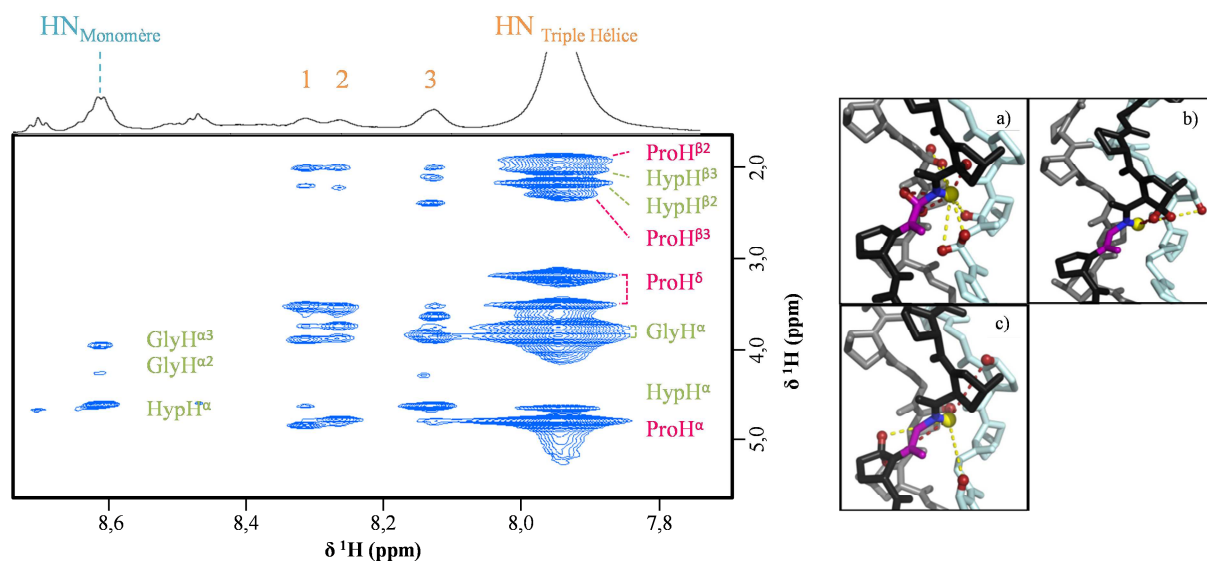 HN Monomère
HN Triple Hélice
1
2
3
ProHβ2
HypHβ3
HypHβ2
ProHβ3
ProHδ
GlyHα
HypHα
ProHα
GlyHα3
GlyHα2
HypHα
2,0
3,0
4,0
5,0
δ ¹H (ppm)
8,6
8,4
8,2
8,0
7,8
δ ¹H (ppm)
a)
b)
c)